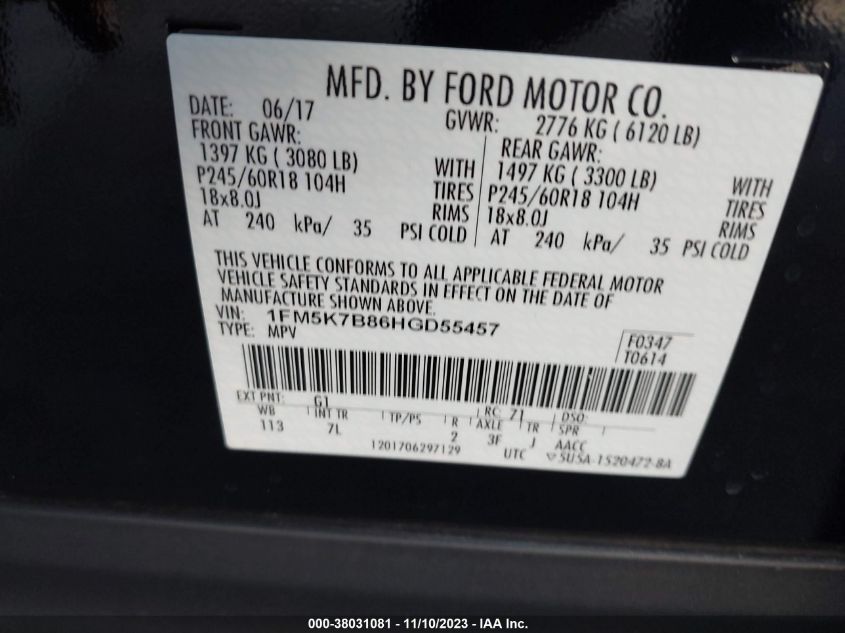 MFD. BY FORD MOTOR CO.
DATE: 06/17 GVWR: 2776 KG ( 6120 LB)
FRONT GAWR: REAR GAWR:
1397 KG ( 3080 LB) WITH 1497 KG ( 3300 LB) WITH
P245/60R18 104H TIRES P245/60R18 104H TIRES
18x8.0J RIMS 18x8.0J RIMS
AT 240 kPa/ 35 PSI COLD AT 240 kPa/ 35 PSI COLD
THIS VEHICLE CONFORMS TO ALL APPLICABLE FEDERAL MOTOR
VEHICLE SAFETY STANDARDS IN EFFECT ON THE DATE OF
MANUFACTURE SHOWN ABOVE.
VIN: 1FM5K7B86HGD55457
TYPE: MPV
F0347
T0614
EXT PNT: G1 RC: 71 DSO:
WB INT TR TP/PS R AXLE TR SPR
113 7L 2 3F J AACC
1201706297129 UTC 5U5A-1520472-BA
000-38031081 - 11/10/2023 - IAA Inc.